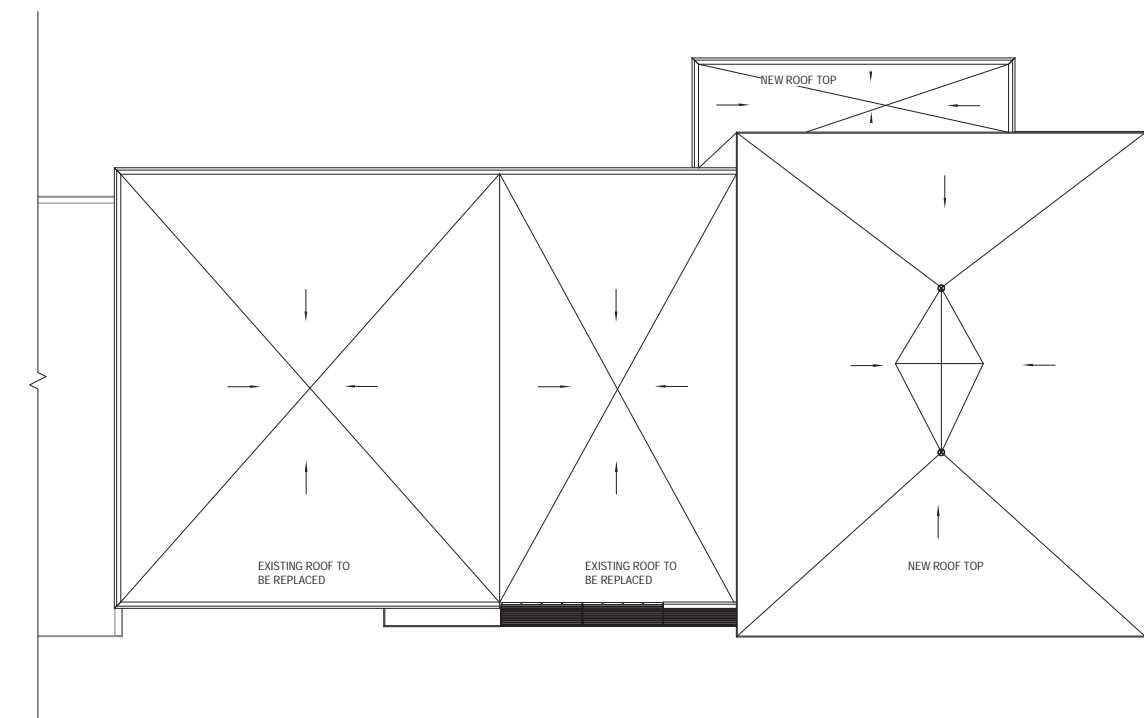 NEW ROOF TOP
EXISTING ROOF TO
BE REPLACED
EXISTING ROOF TO
BE REPLACED
NEW ROOF TOP